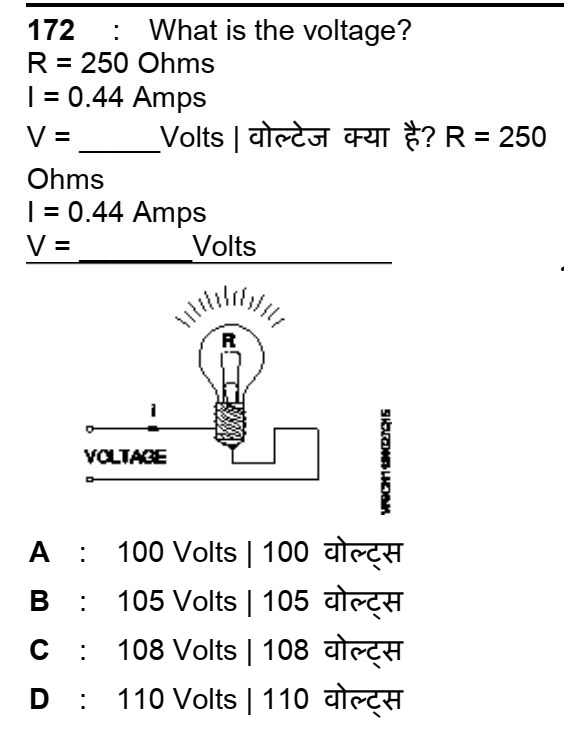 172 : What is the voltage?
R = 250 Ohms
I = 0.44 Amps
V = _____Volts | वोल्टेज क्या है? R = 250
Ohms
I = 0.44 Amps
V = _______Volts
R
I
VOLTAGE
A : 100 Volts | 100 वोल्ट्स
B : 105 Volts | 105 वोल्ट्स
C : 108 Volts | 108 वोल्ट्स
D : 110 Volts | 110 वोल्ट्स